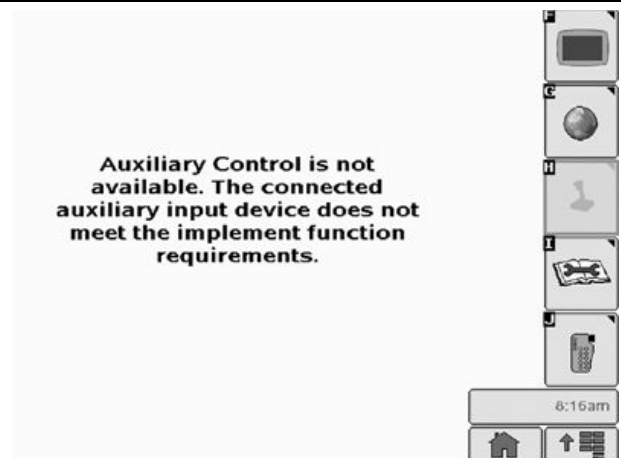 F
G
Auxiliary Control is not
available. The connected
auxiliary input device does not
meet the implement function
requirements.
H
I
J
8:16am